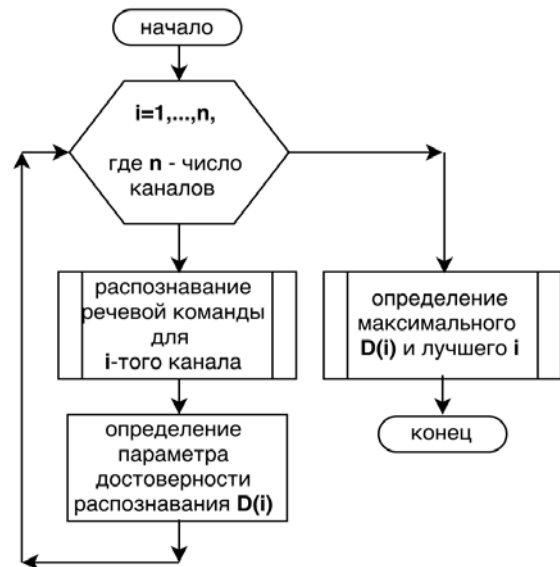 начало
i=1,...,n,
где n - число
каналов
распознавание
речевой команды
для
i-того канала
определение
параметра
достоверности
распознавания D(i)
определение
максимального
D(i) и лучшего i
конец